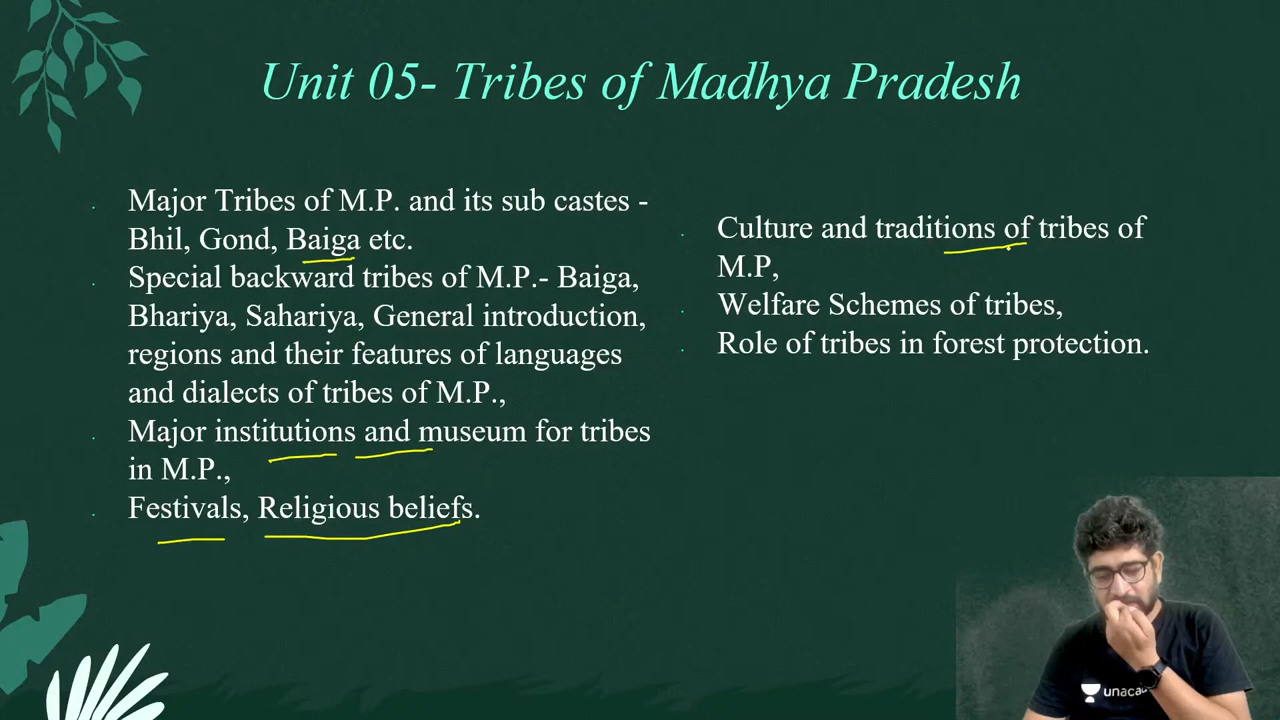 Unit 05- Tribes of Madhya Pradesh
Major Tribes of M.P. and its sub castes -
Bhil, Gond, Baiga etc.
Special backward tribes of M.P.- Baiga,
Bhariya, Sahariya, General introduction,
regions and their features of languages
and dialects of tribes of M.P.,
Major institutions and museum for tribes
in M.P.,
Festivals, Religious beliefs.
Culture and traditions of tribes of
M.P,
Welfare Schemes of tribes,
Role of tribes in forest protection.
unaca